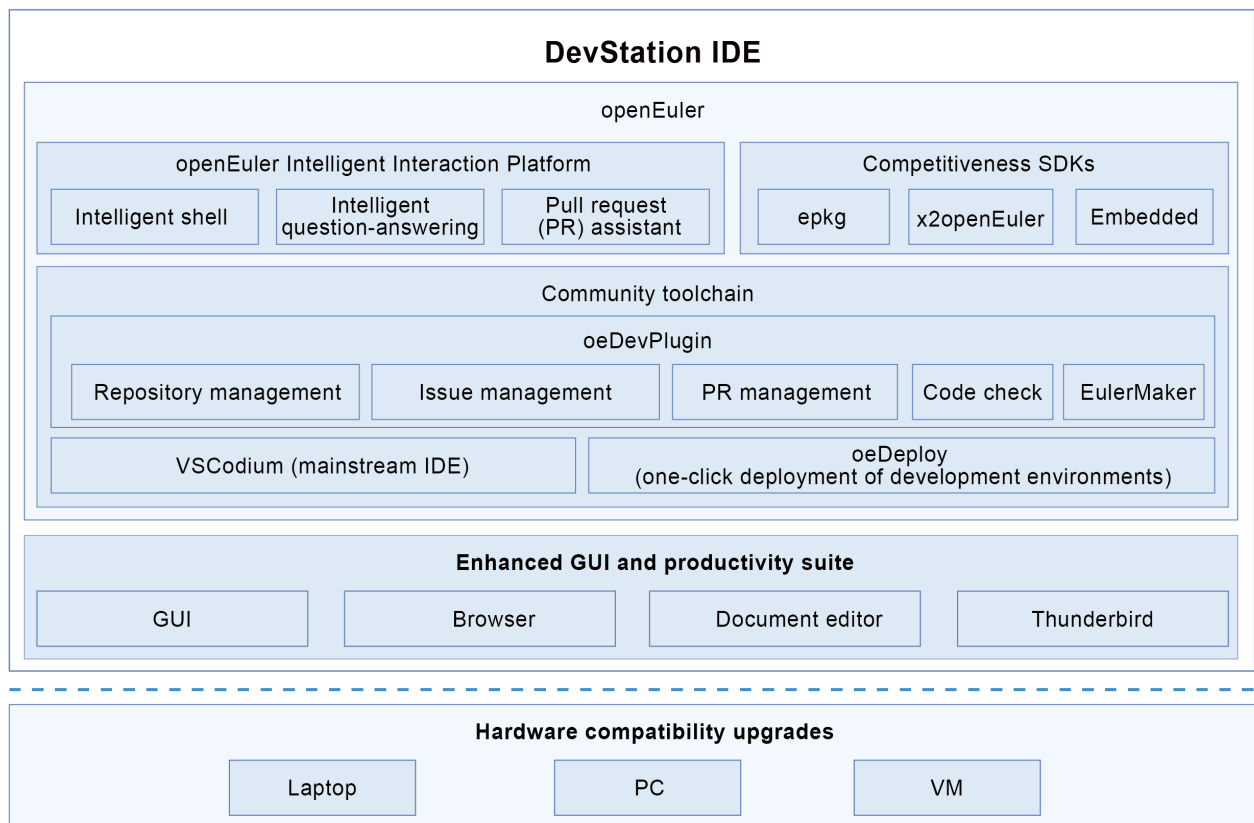 DevStation IDE
openEuler
openEuler Intelligent Interaction Platform
Intelligent shell
Intelligent
question-answering
Pull request
(PR) assistant
Competitiveness SDKs
epkg
x2openEuler
Embedded
Community toolchain
oeDevPlugin
Repository management
Issue management
PR management
Code check
EulerMaker
VSCodium (mainstream IDE)
oeDeploy
(one-click deployment of development environments)
Enhanced GUI and productivity suite
GUI
Browser
Document editor
Thunderbird
Hardware compatibility upgrades
Laptop
PC
VM